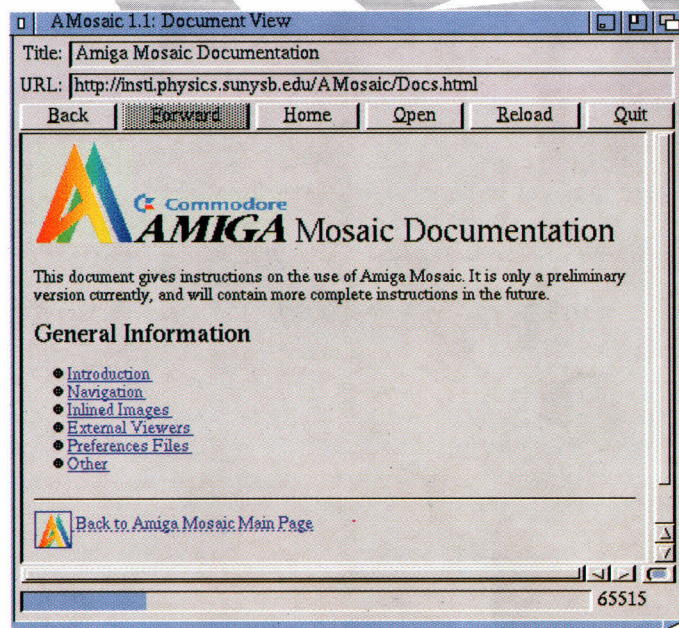 AMosaic 1.1: Document View
Title: Amiga Mosaic Documentation
URL: http://insti.physics.sunysb.edu/AMosaic/Docs.html
Back Forward Home Open Reload Quit
Commodore
AMIGA Mosaic Documentation
This document gives instructions on the use of Amiga Mosaic. It is only a preliminary
version currently, and will contain more complete instructions in the future.
General Information
Introduction
Navigation
Inlined Images
External Viewers
Preferences Files
Other
Back to Amiga Mosaic Main Page
65515